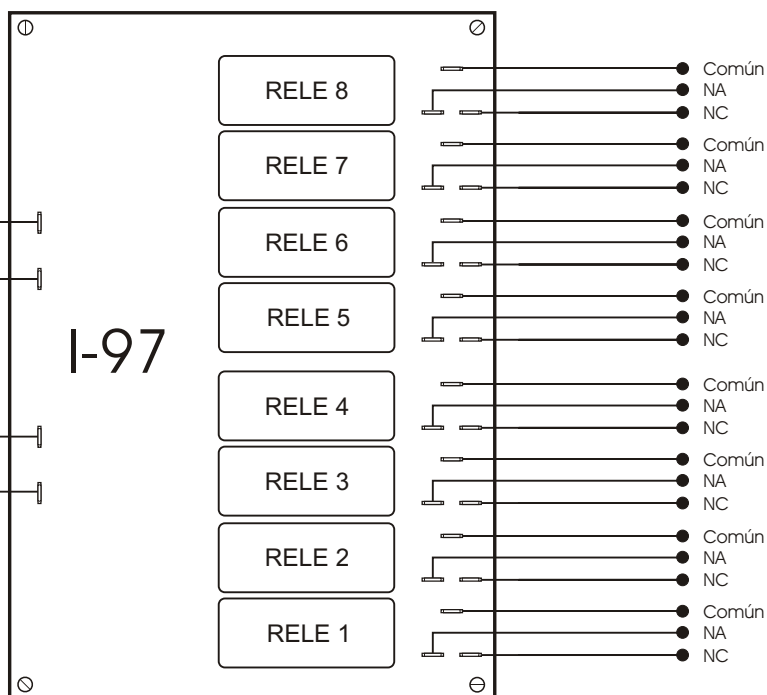 RELE 8
Común
NA
NC
RELE 7
Común
NA
NC
RELE 6
Común
NA
NC
RELE 5
Común
NA
NC
I-97
RELE 4
Común
NA
NC
RELE 3
Común
NA
NC
RELE 2
Común
NA
NC
RELE 1
Común
NA
NC